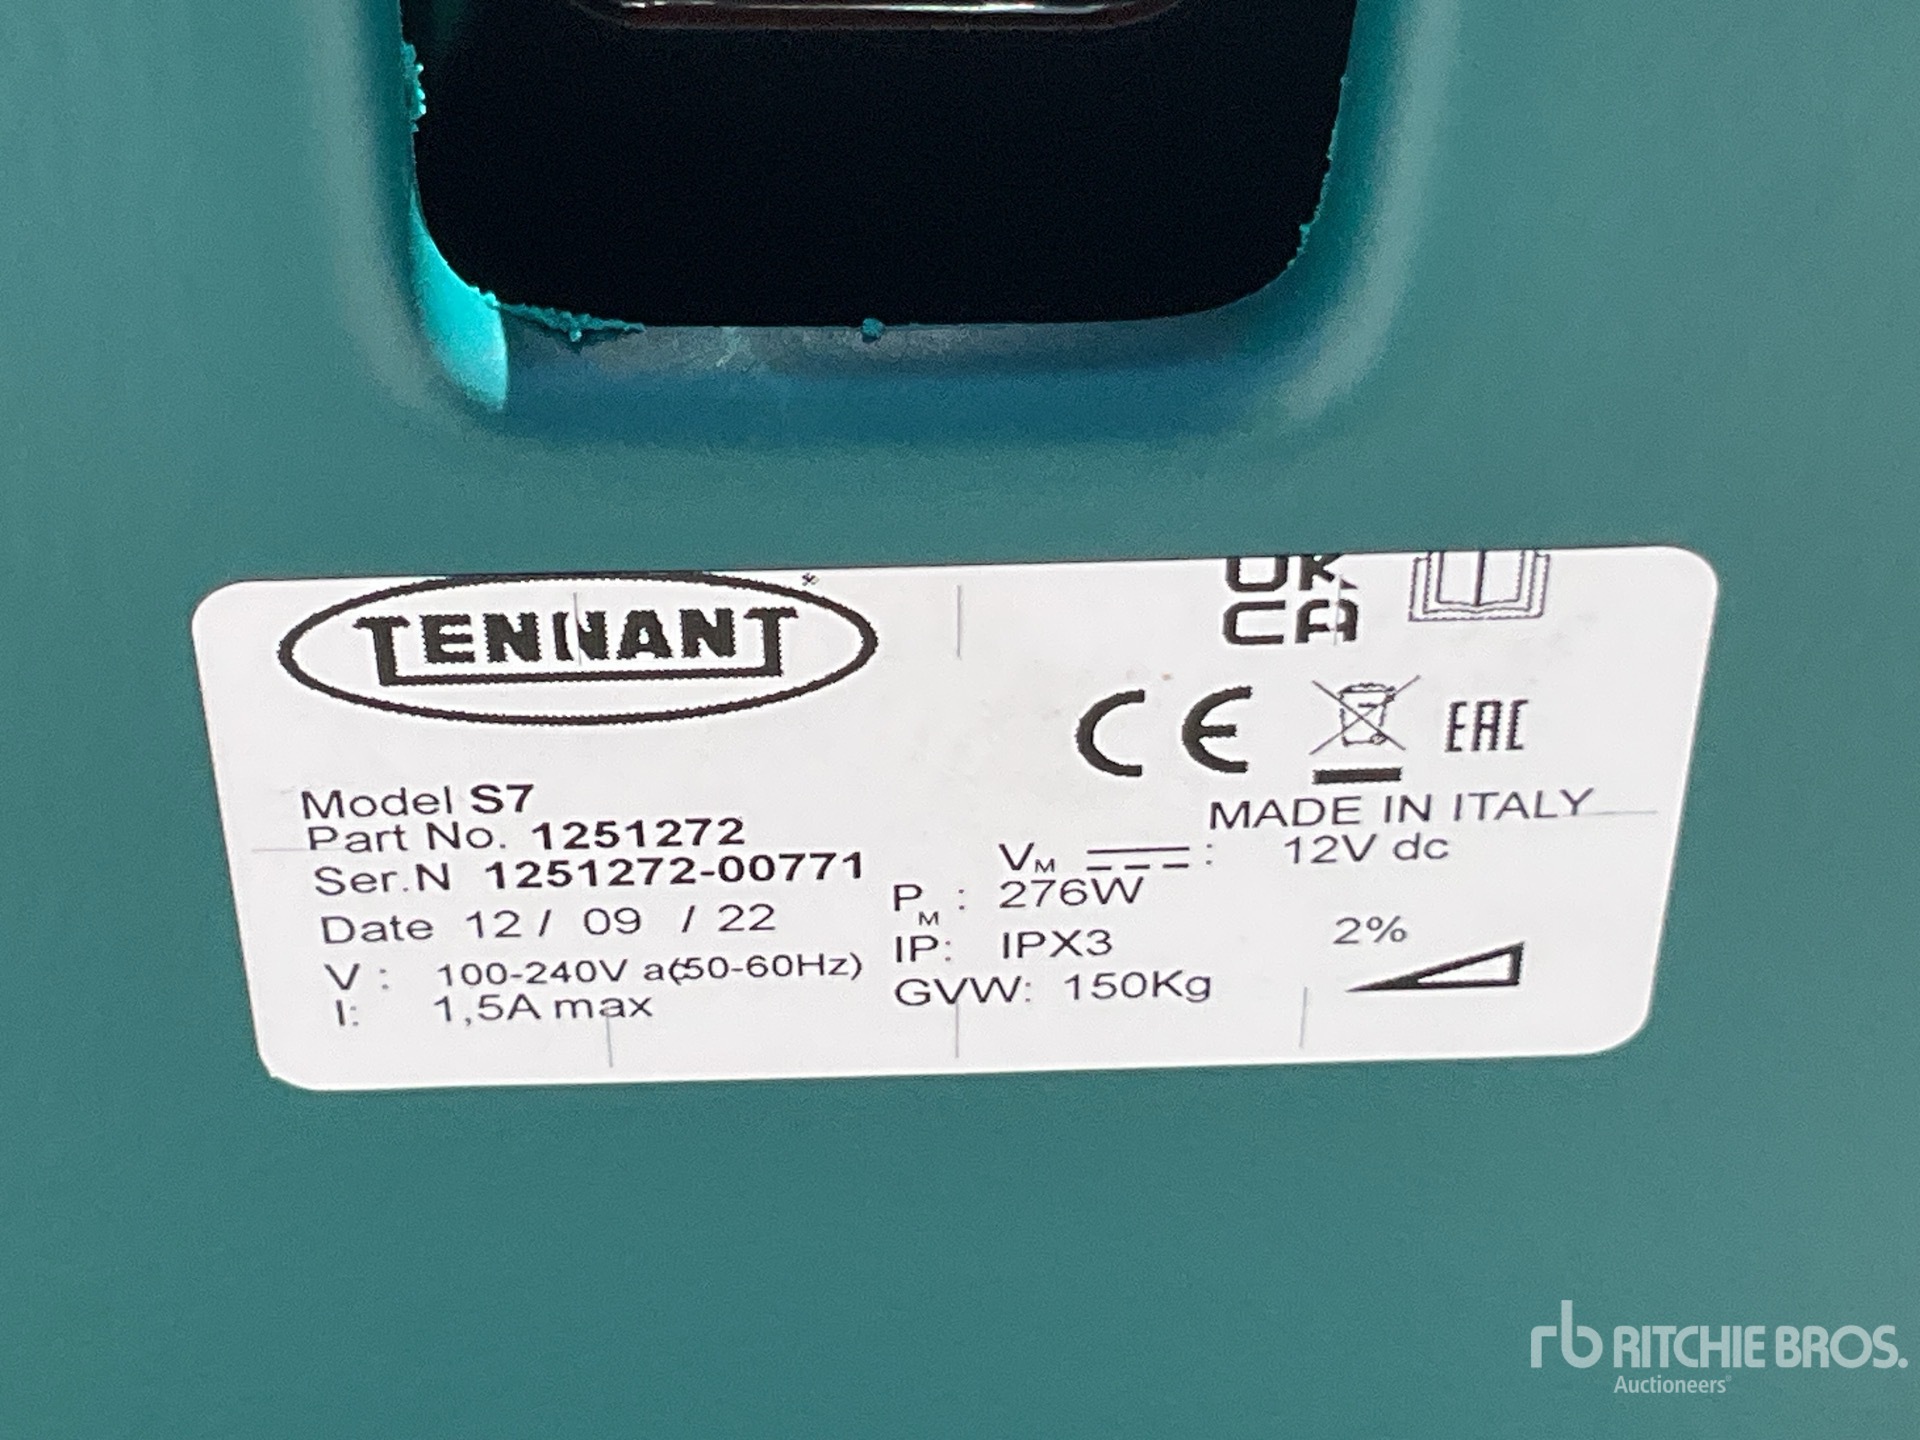 TENNANT
UK
CA
CE
EAC
Model S7
Part No. 1251272
Ser.N 1251272-00771
Date 12 / 09 / 22
V : 100-240V a(50-60Hz)
I: 1,5A max
MADE IN ITALY
VM : 12V dc
PM : 276W
IP: IPX3
GVW: 150Kg
2%
rb RITCHIE BROS.
Auctioneers